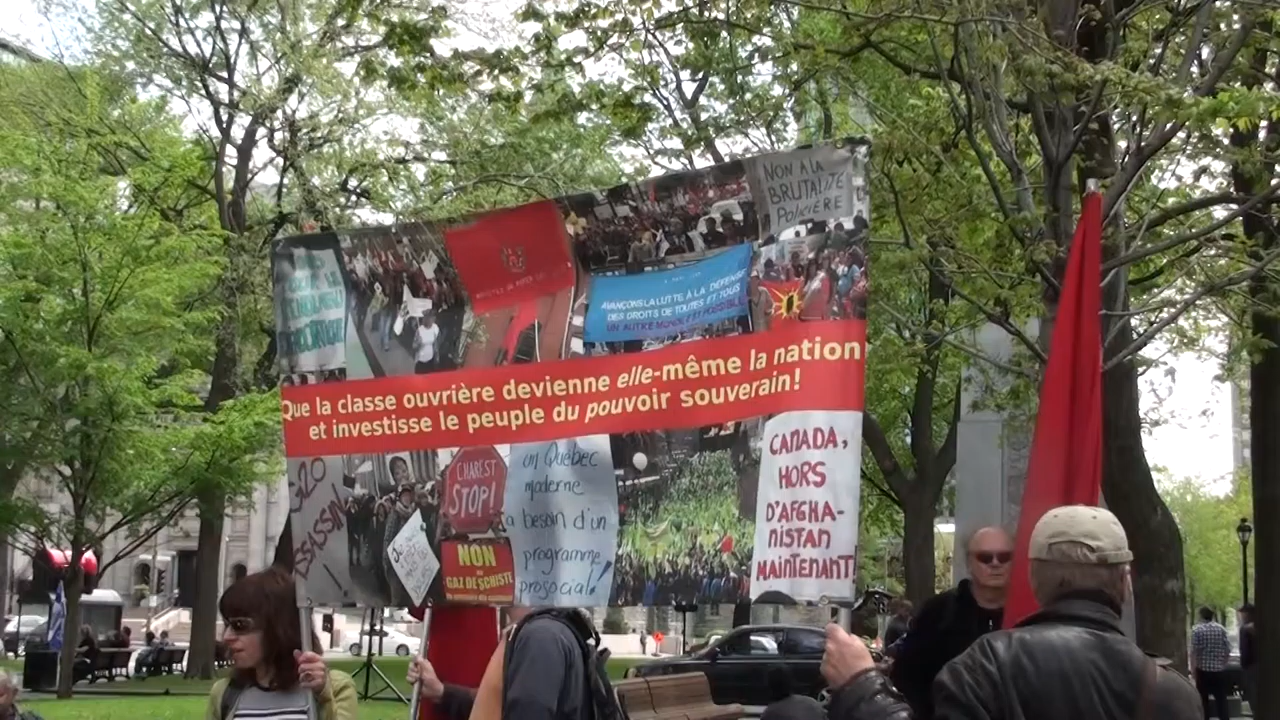 NON À LA
BRUTALITÉ
POLICIÈRE
AVANÇONS LA LUTTE À LA DÉFENSE
DES DROITS DE TOUTES ET TOUS
UN AUTRE MONDE EST POSSIBLE
Que la classe ouvrière devienne elle-même la nation
et investisse le peuple du pouvoir souverain!
G20
ASSASSIN
!
CHAREST
STOP!
NON
AU
GAZ DE SCHISTE
un Québec
moderne
a besoin d'un
programme
prosocial!
CANADA,
HORS
D'AFGHA-
NISTAN
MAINTENANT!